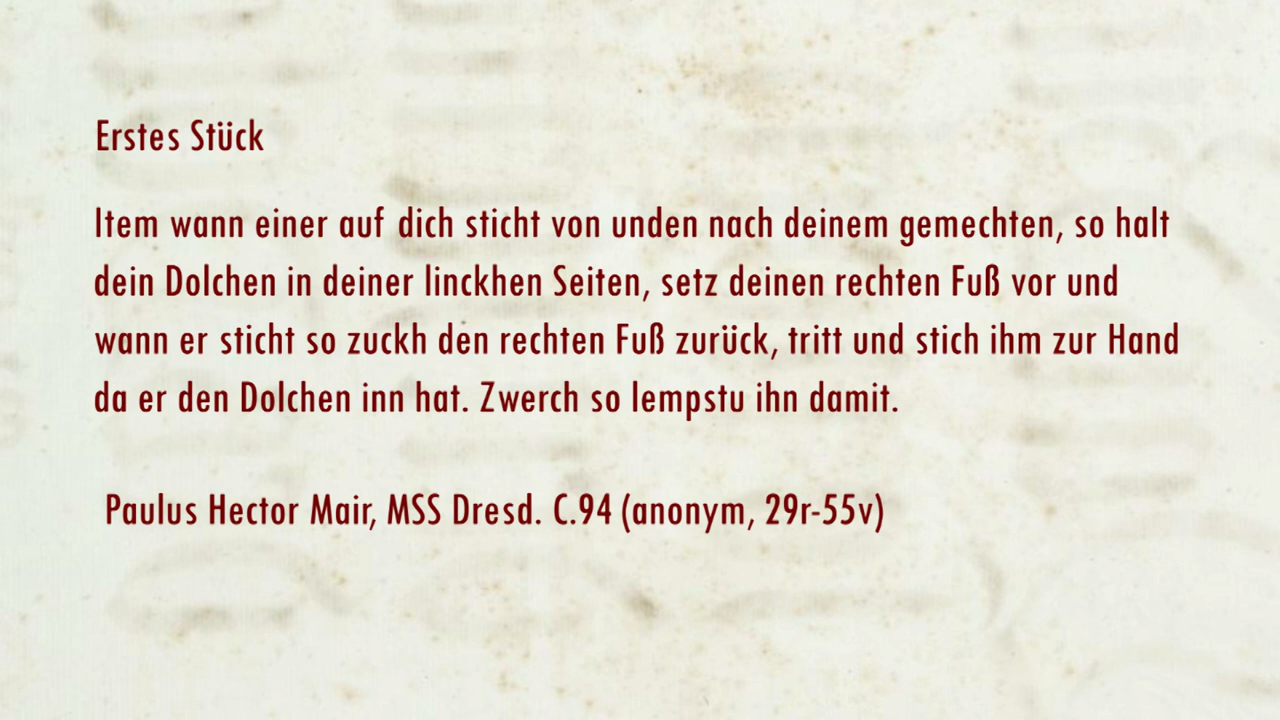 Erstes Stück
Item wann einer auf dich sticht von unden nach deinem gemechten, so halt
dein Dolchen in deiner linckhen Seiten, setz deinen rechten Fuß vor und
wann er sticht so zuckh den rechten Fuß zurück, tritt und stich ihm zur Hand
da er den Dolchen inn hat. Zwerch so lempstu ihn damit.
Paulus Hector Mair, MSS Dresd. C.94 (anonym, 29r-55v)